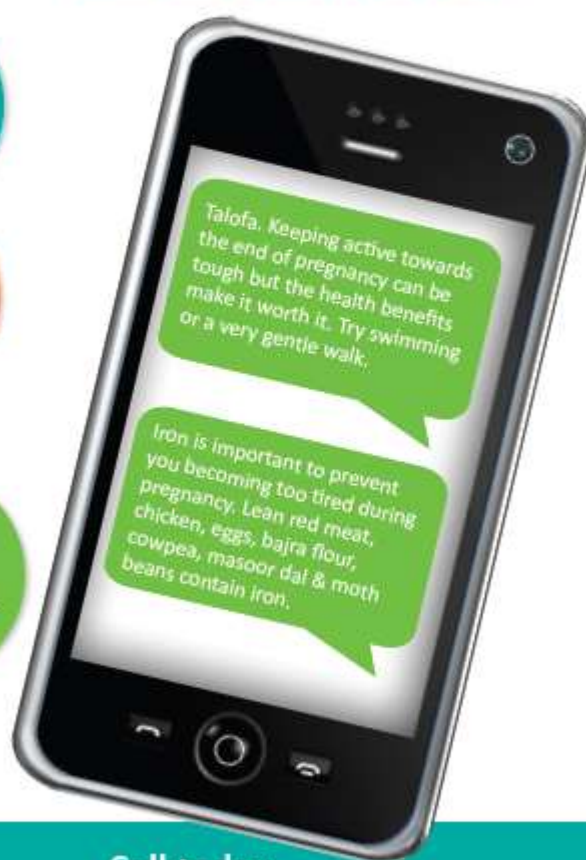 Talofa. Keeping active towards
the end of pregnancy can be
tough but the health benefits
make it worth it. Try swimming
or a very gentle walk.
Iron is important to prevent
you becoming too tired during
pregnancy. Lean red meat,
chicken, eggs, bajra flour,
cowpea, masoor dal & moth
beans contain iron.